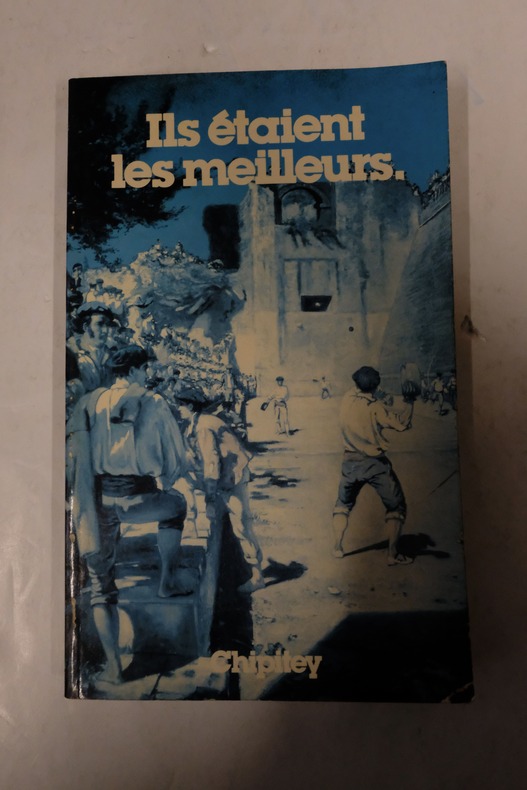 Ils étaient
les meilleurs.
Chipitey